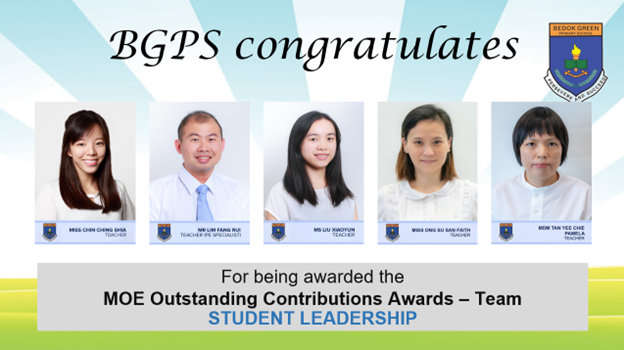 BGPS congratulates
BEDOK GREEN
PRIMARY SCHOOL
PERSEVERE AND SUCCEED
MISS CHIN CHING SHIA
TEACHER
MR LIM FANG RUI
TEACHER (PE SPECIALIST)
MS LIU XIAOYUN
TEACHER
MISS ONG SU SAN FAITH
TEACHER
MDM TAN YEE CHIE
PAMELA
TEACHER
For being awarded the
MOE Outstanding Contributions Awards – Team
STUDENT LEADERSHIP